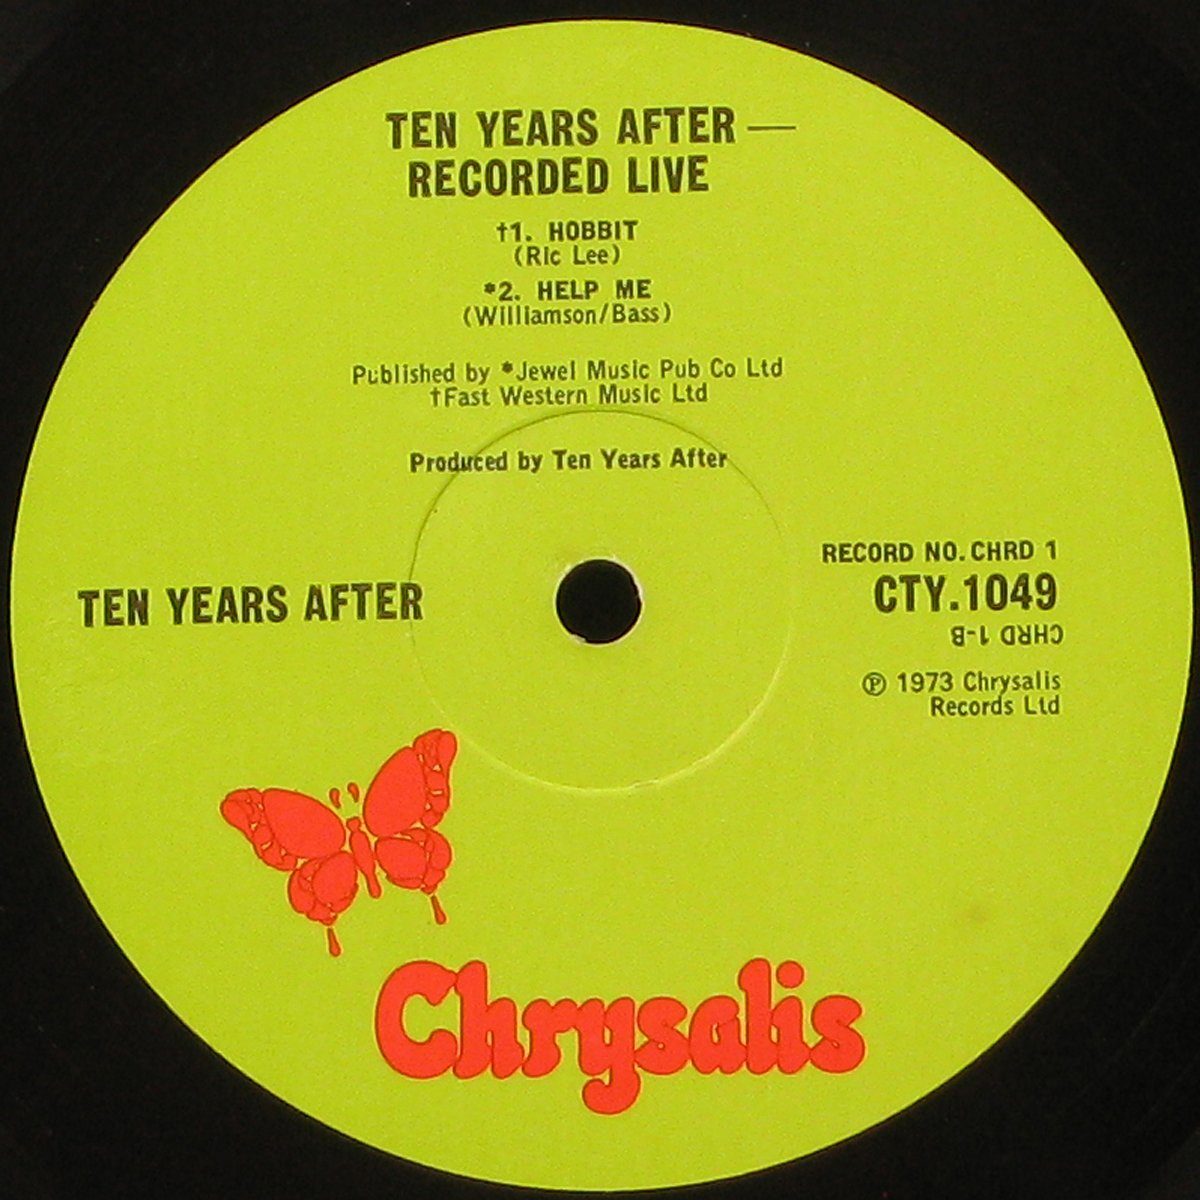 TEN YEARS AFTER —
RECORDED LIVE
†1. HOBBIT
(Ric Lee)
*2. HELP ME
(Williamson/Bass)
Published by *Jewel Music Pub Co Ltd
†Fast Western Music Ltd
Produced by Ten Years After
TEN YEARS AFTER
RECORD NO. CHRD 1
CTY.1049
CHRD 1-B
℗ 1973 Chrysalis
Records Ltd
Chrysalis